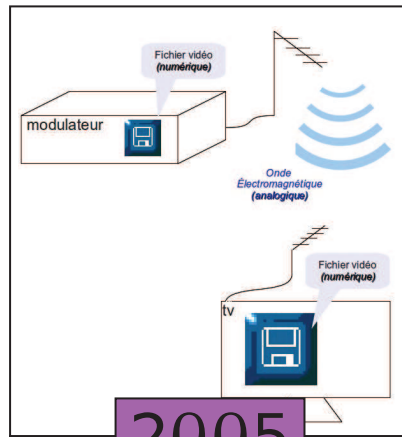 Fichier vidéo
(numérique)
modulateur
Onde
Électromagnétique
(analogique)
Fichier vidéo
(numérique)
tv
2005